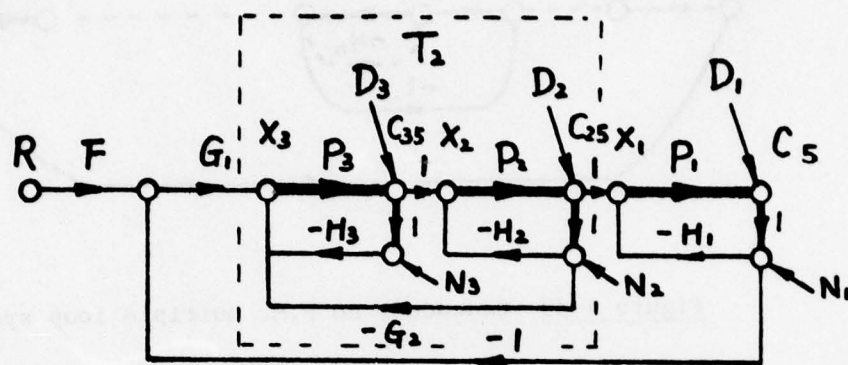 T₂
D₃ D₂ D₁
R F G₁ X₃ P₃ C₃₅ 1 X₂ P₂ C₂₅ 1 X₁ P₁ C₅
-H₃ 1 -H₂ 1 -H₁ 1
N₃ N₂ N₁
-G₂
-1